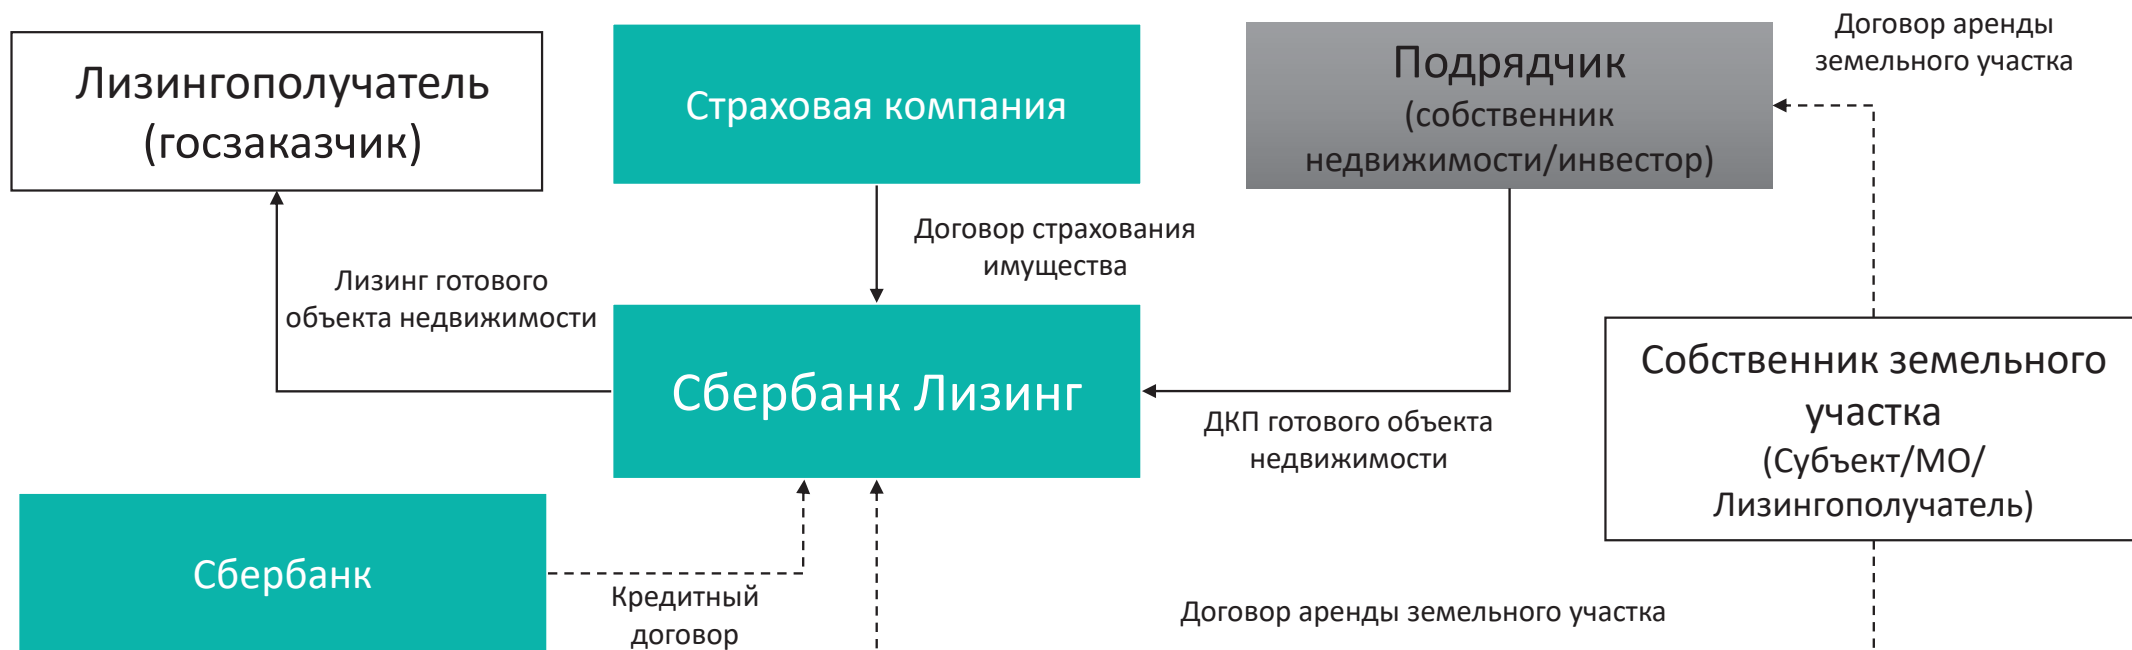 Лизингополучатель
(госзаказчик)
Страховая компания
Подрядчик
(собственник
недвижимости/инвестор)
Договор аренды
земельного участка
Договор страхования
имущества
Лизинг готового
объекта недвижимости
Сбербанк Лизинг
ДКП готового объекта
недвижимости
Собственник земельного
участка
(Субъект/МО/
Лизингополучатель)
Сбербанк
Кредитный
договор
Договор аренды земельного участка